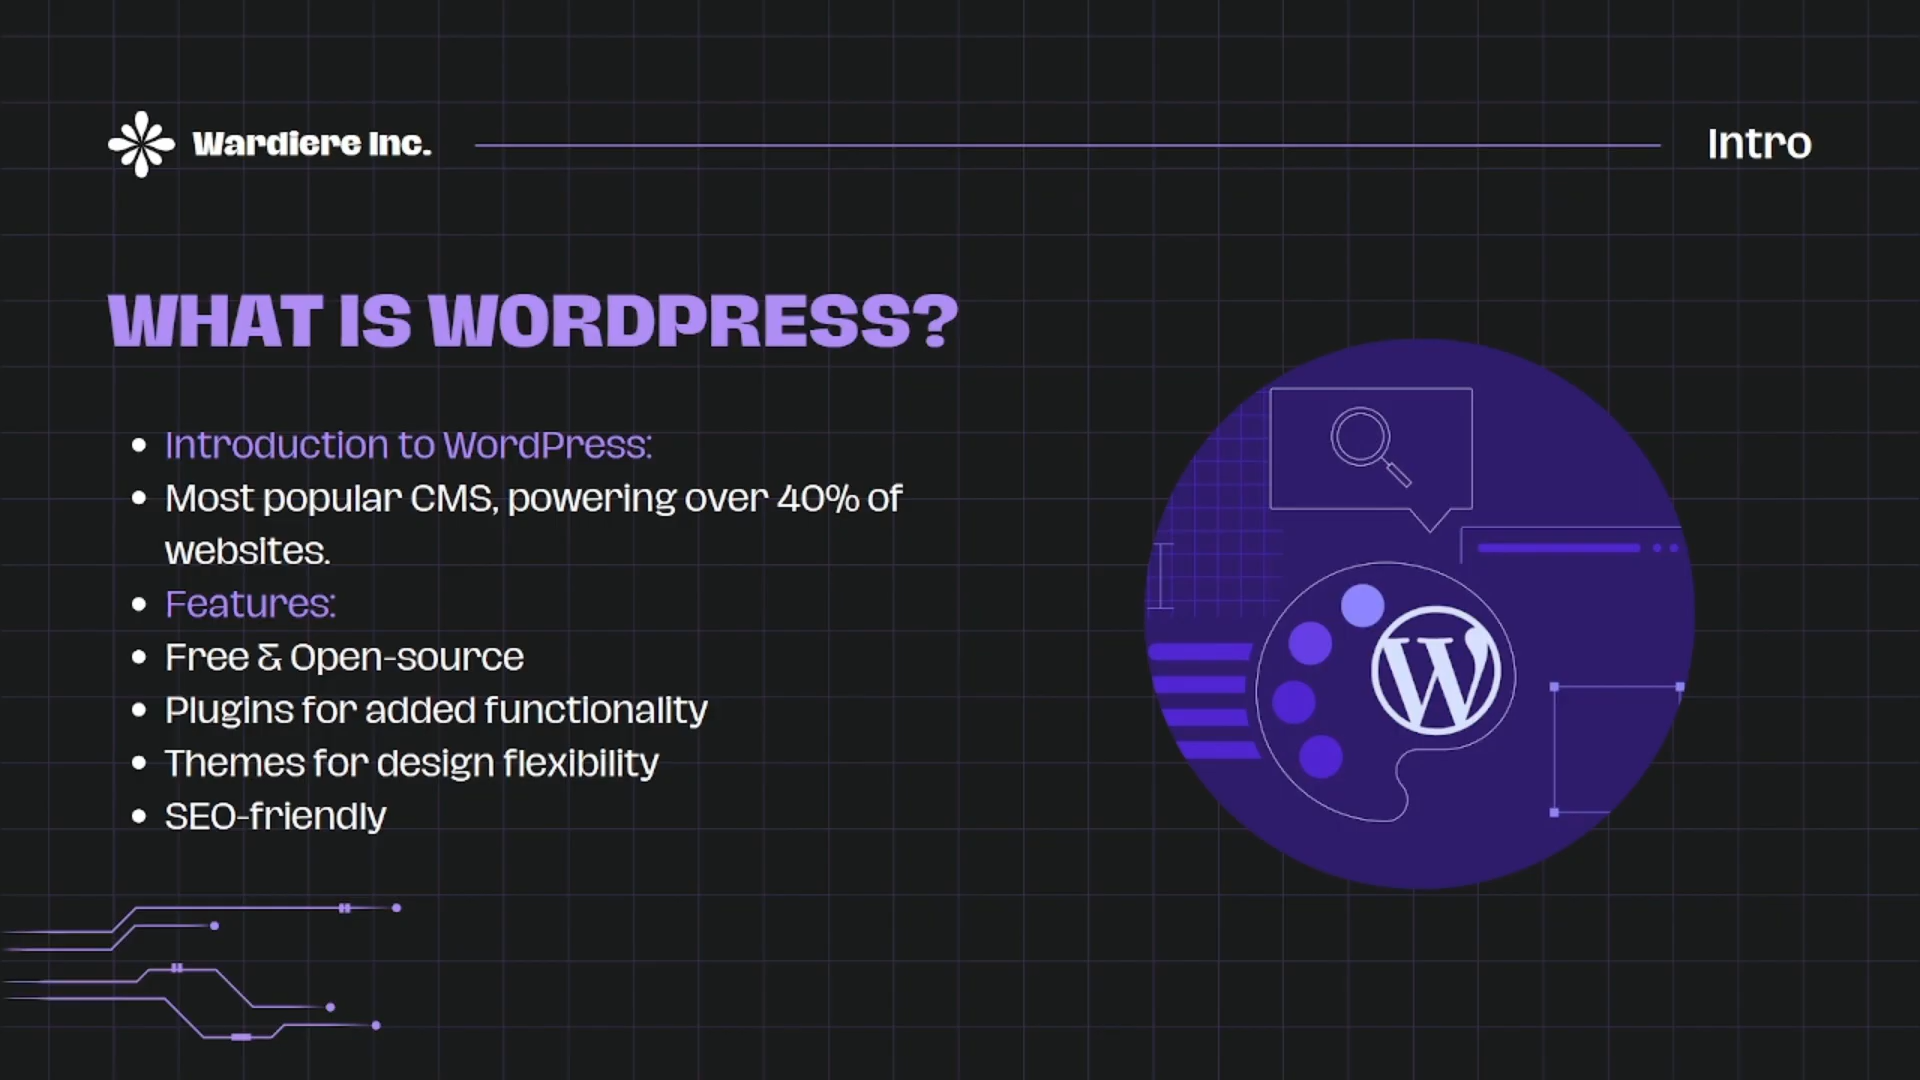 Wardiere Inc.
Intro
WHAT IS WORDPRESS?
Introduction to WordPress:
Most popular CMS, powering over 40% of
websites.
Features:
Free & Open-source
Plugins for added functionality
Themes for design flexibility
SEO-friendly